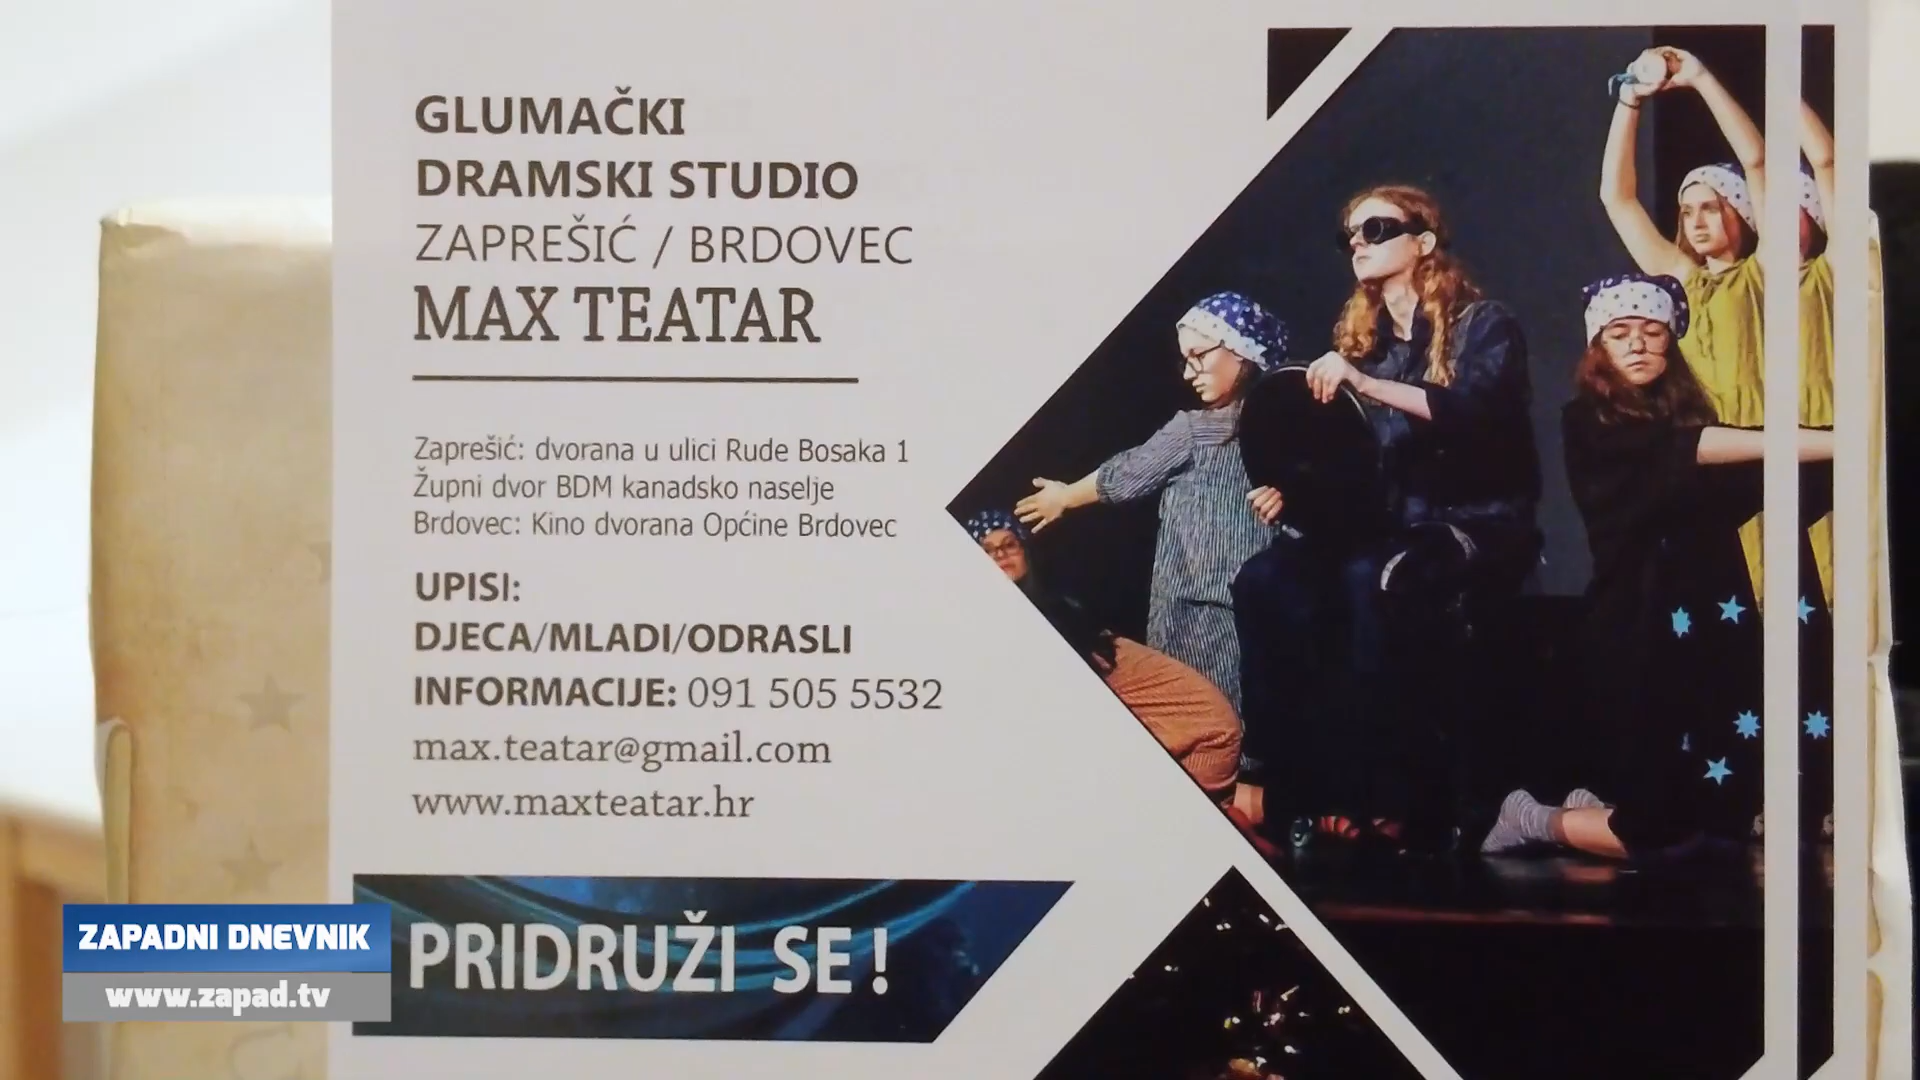 GLUMAČKI
DRAMSKI STUDIO
ZAPREŠIĆ / BRDOVEC
MAX TEATAR
Zaprešić: dvorana u ulici Rude Bosaka 1
Župni dvor BDM kanadsko naselje
Brdovec: Kino dvorana Općine Brdovec
UPISI:
DJECA/MLADI/ODRASLI
INFORMACIJE: 091 505 5532
max.teatar@gmail.com
www.maxteatar.hr
PRIDRUŽI SE!
ZAPADNI DNEVNIK
www.zapad.tv